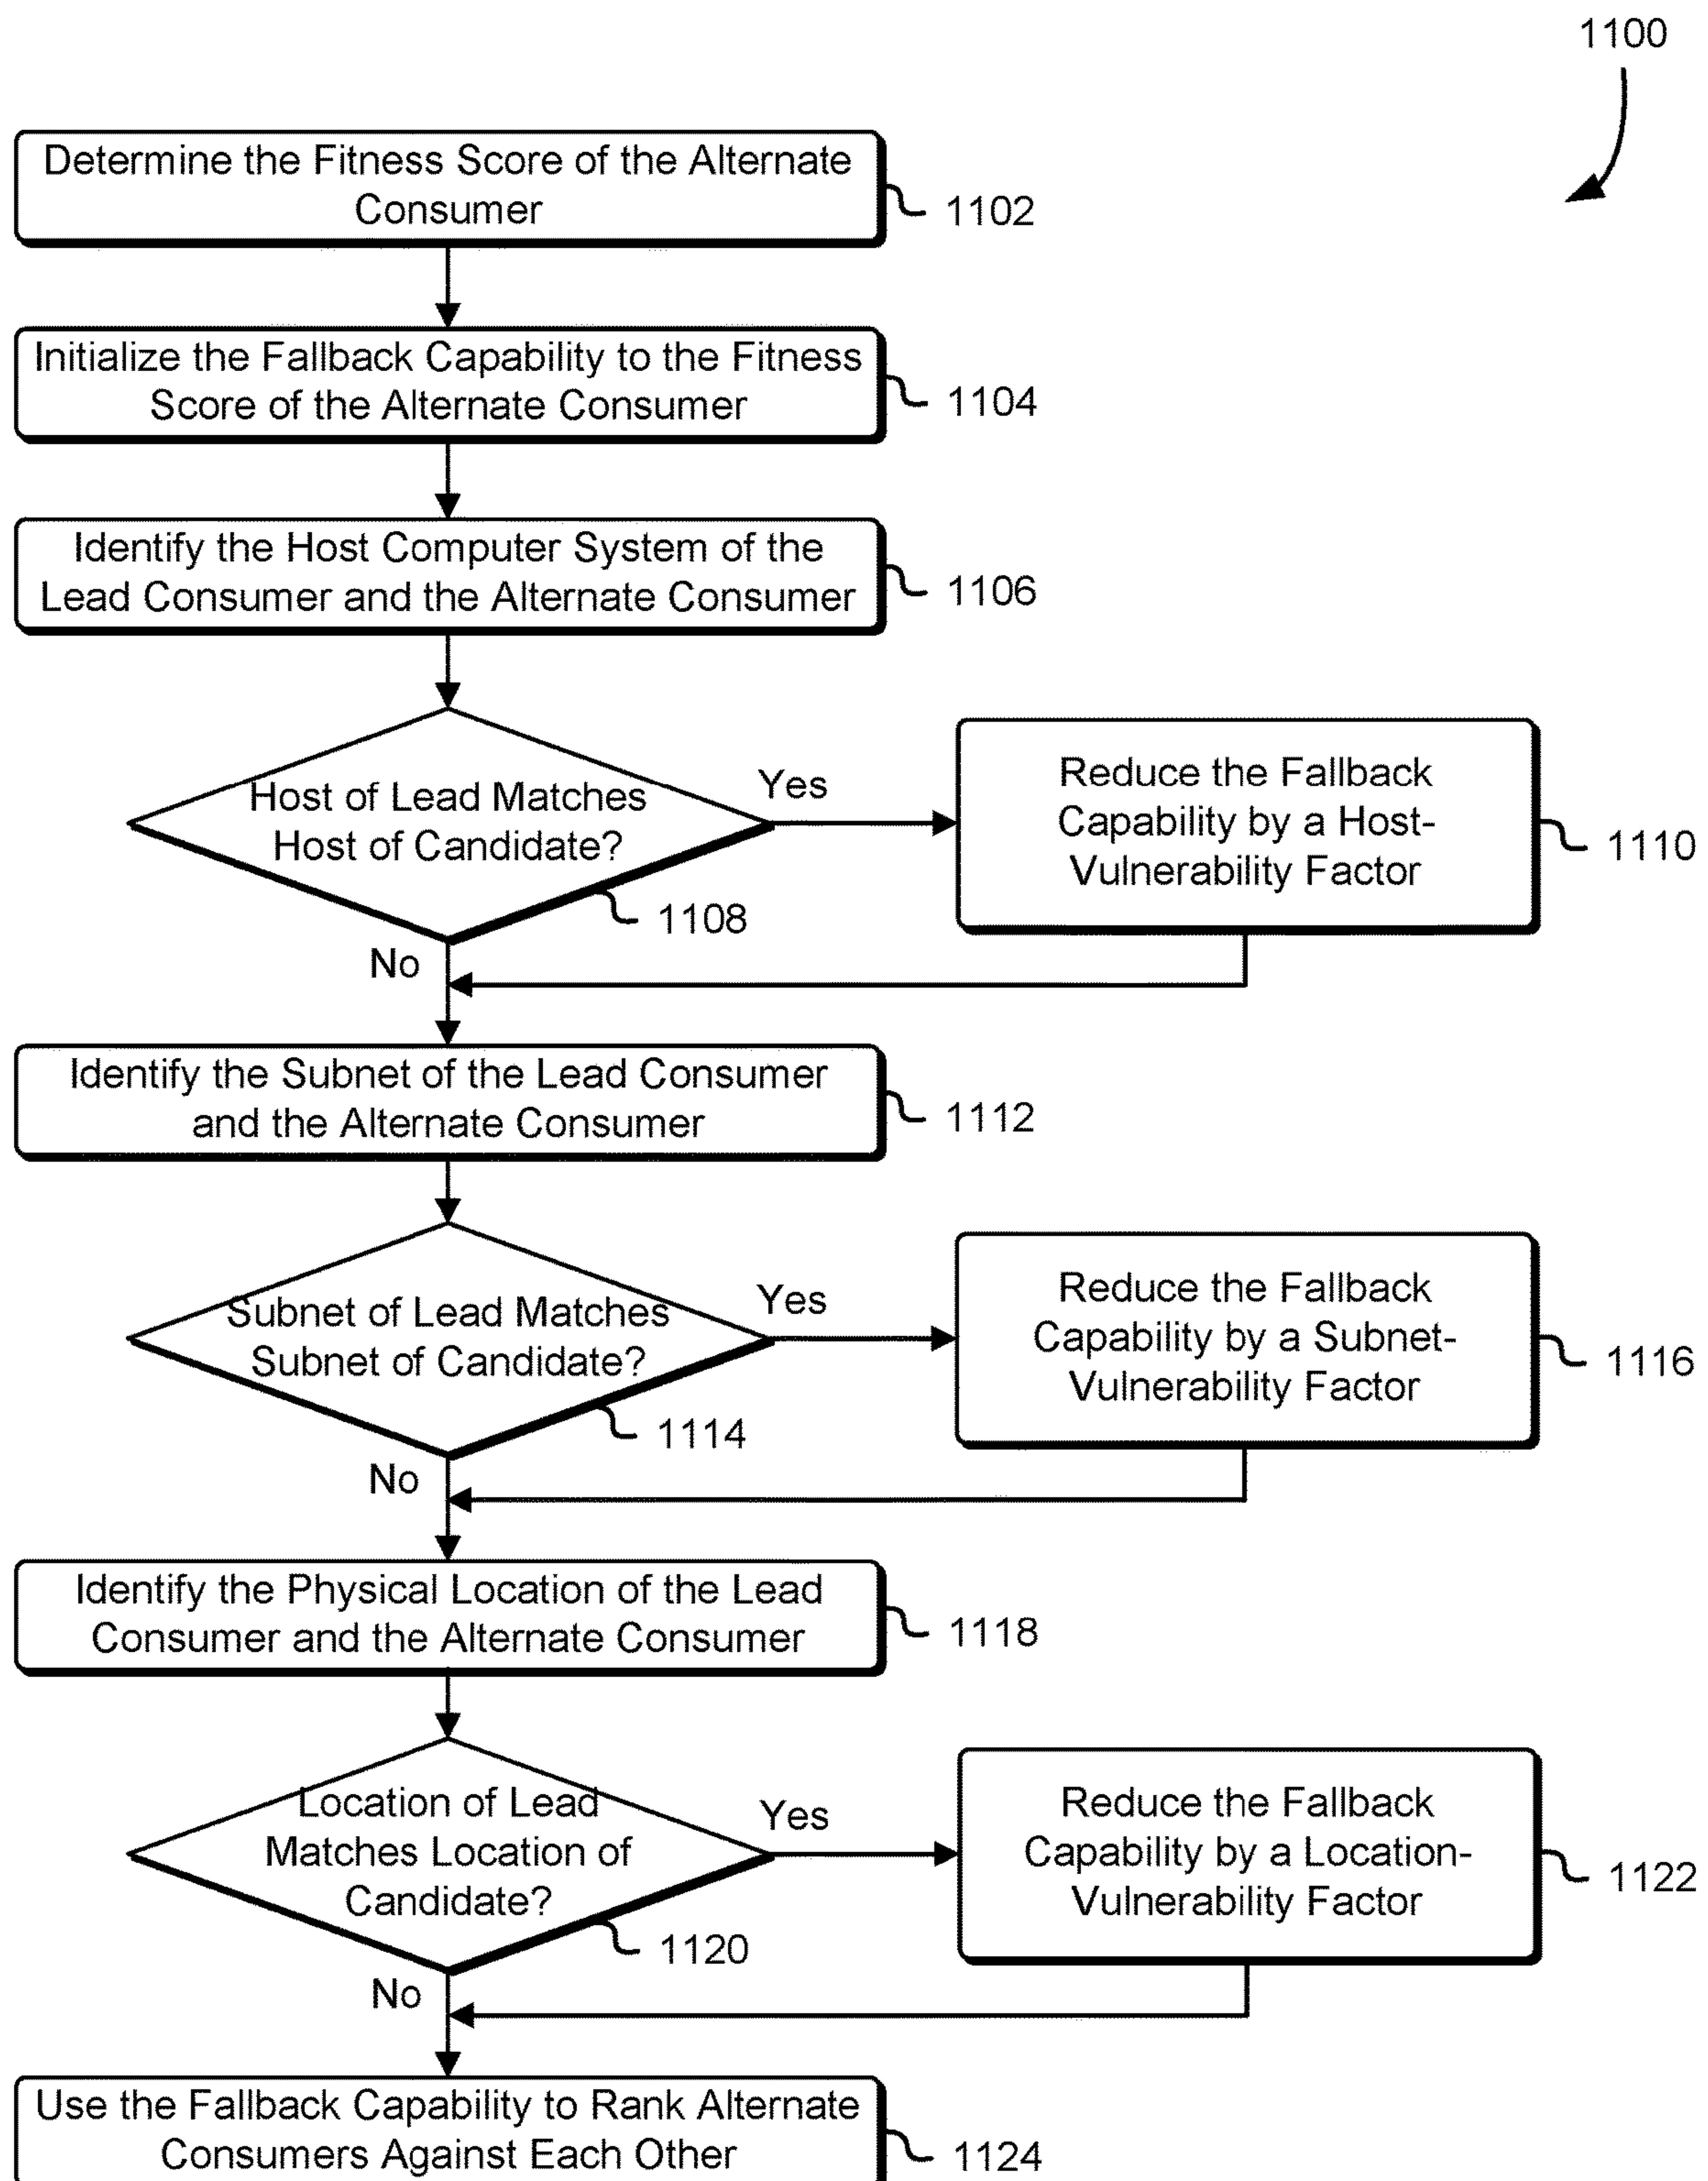 1100
Determine the Fitness Score of the Alternate
Consumer
1102
Initialize the Fallback Capability to the Fitness
Score of the Alternate Consumer
1104
Identify the Host Computer System of the
Lead Consumer and the Alternate Consumer
1106
Host of Lead Matches
Host of Candidate?
1108
Yes
Reduce the Fallback
Capability by a Host-
Vulnerability Factor
1110
No
Identify the Subnet of the Lead Consumer
and the Alternate Consumer
1112
Subnet of Lead Matches
Subnet of Candidate?
1114
Yes
Reduce the Fallback
Capability by a Subnet-
Vulnerability Factor
1116
No
Identify the Physical Location of the Lead
Consumer and the Alternate Consumer
1118
Location of Lead
Matches Location of
Candidate?
1120
Yes
Reduce the Fallback
Capability by a Location-
Vulnerability Factor
1122
No
Use the Fallback Capability to Rank Alternate
Consumers Against Each Other
1124